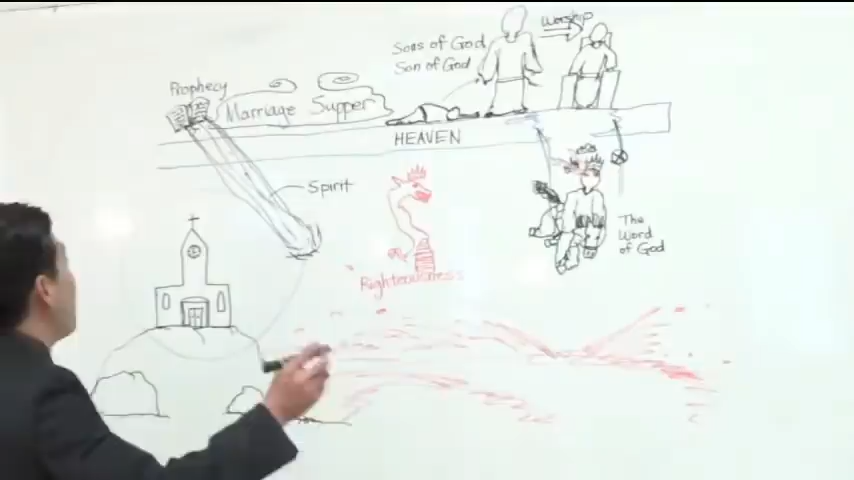 Worship
Sons of God
Son of God
Prophecy
Marriage Supper
HEAVEN
Spirit
The
Word
of God
Righteousness